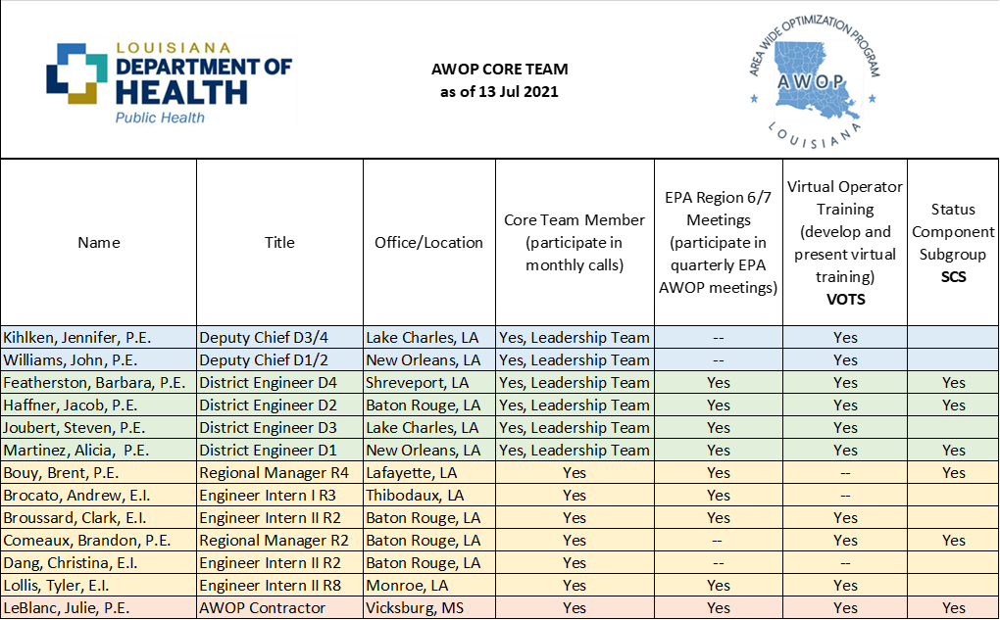 LOUISIANA
DEPARTMENT OF
HEALTH
Public Health
AWOP CORE TEAM
as of 13 Jul 2021
AREA WIDE OPTIMIZATION PROGRAM
AWOP
LOUISIANA
Name
Title
Office/Location
Core Team Member
(participate in
monthly calls)
EPA Region 6/7
Meetings
(participate in
quarterly EPA
AWOP meetings)
Virtual Operator
Training
(develop and
present virtual
training)
VOTS
Status
Component
Subgroup
SCS
Kihlken, Jennifer, P.E. Deputy Chief D3/4 Lake Charles, LA Yes, Leadership Team -- Yes
Williams, John, P.E. Deputy Chief D1/2 New Orleans, LA Yes, Leadership Team -- Yes
Featherston, Barbara, P.E. District Engineer D4 Shreveport, LA Yes, Leadership Team Yes Yes Yes
Haffner, Jacob, P.E. District Engineer D2 Baton Rouge, LA Yes, Leadership Team Yes Yes Yes
Joubert, Steven, P.E. District Engineer D3 Lake Charles, LA Yes, Leadership Team Yes Yes
Martinez, Alicia, P.E. District Engineer D1 New Orleans, LA Yes, Leadership Team Yes Yes Yes
Bouy, Brent, P.E. Regional Manager R4 Lafayette, LA Yes Yes -- Yes
Brocato, Andrew, E.I. Engineer Intern I R3 Thibodaux, LA Yes Yes --
Broussard, Clark, E.I. Engineer Intern II R2 Baton Rouge, LA Yes Yes Yes
Comeaux, Brandon, P.E. Regional Manager R2 Baton Rouge, LA Yes -- Yes Yes
Dang, Christina, E.I. Engineer Intern II R2 Baton Rouge, LA Yes -- --
Lollis, Tyler, E.I. Engineer Intern II R8 Monroe, LA Yes Yes Yes
LeBlanc, Julie, P.E. AWOP Contractor Vicksburg, MS Yes Yes Yes Yes